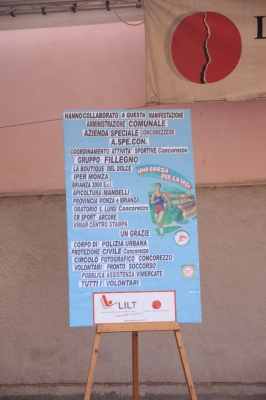 HANNO COLLABORATO A QUESTA MANIFESTAZIONE
AMMINISTRAZIONE COMUNALE
AZIENDA SPECIALE CONCOREZZESE
A.SPE.CON.
COORDINAMENTO ATTIVITA' SPORTIVE Concorezzo
GRUPPO FILLEGNO
LA BOUTIQUE DEL DOLCE
IPER MONZA
BRIANZA 2000 S.r.l.
APICOLTURA MANDELLI
PROVINCIA MONZA e BRIANZA
ORATORIO S. LUIGI Concorezzo
CR SPORT ARCORE
VIMAR CENTRO STAMPA
UNA CORSA
PER LA VITA
UN GRAZIE
CORPO DI POLIZIA URBANA
PROTEZIONE CIVILE Concorezzo
CIRCOLO FOTOGRAFICO CONCOREZZO
VOLONTARI PRONTO SOCCORSO
PUBBLICA ASSISTENZA VIMERCATE
TUTTI I VOLONTARI
LILT
L